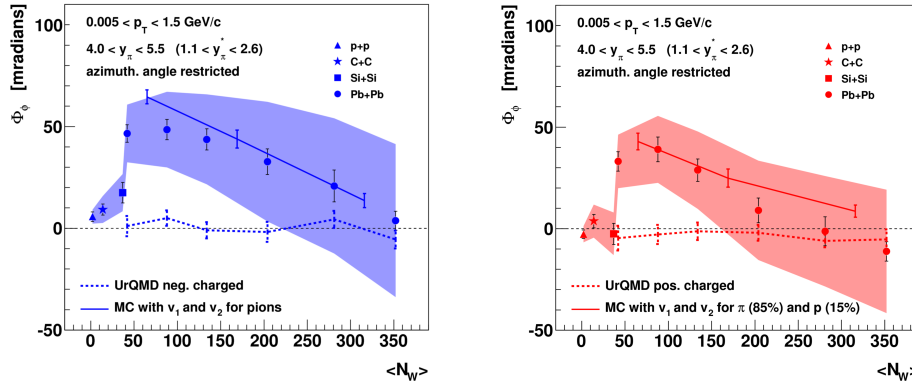 Φ_ϕ [mradians]
0.005 < p_T < 1.5 GeV/c
4.0 < y_π < 5.5 (1.1 < y*_π < 2.6)
azimuth. angle restricted
p+p
C+C
Si+Si
Pb+Pb
100
50
0
-50
UrQMD neg. charged
MC with v_1 and v_2 for pions
0 50 100 150 200 250 300 350
<N_W>
Φ_ϕ [mradians]
0.005 < p_T < 1.5 GeV/c
4.0 < y_π < 5.5 (1.1 < y*_π < 2.6)
azimuth. angle restricted
p+p
C+C
Si+Si
Pb+Pb
100
50
0
-50
UrQMD pos. charged
MC with v_1 and v_2 for π (85%) and p (15%)
0 50 100 150 200 250 300 350
<N_W>